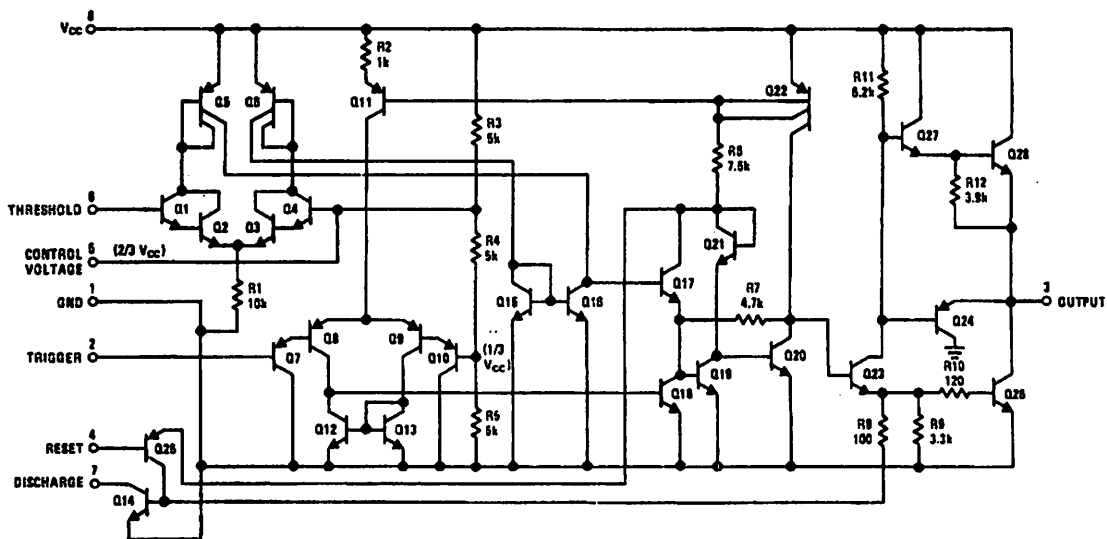 VCC 8
R2
1k
Q5
Q6
Q11
R3
5k
Q22
R11
6.2k
Q27
Q28
R6
7.5k
R12
3.9k
THRESHOLD 6
Q1
Q2
Q3
Q4
CONTROL VOLTAGE 5
(2/3 VCC)
R4
5k
Q21
GND 1
R1
10k
Q15
Q16
Q17
R7
4.7k
3 OUTPUT
TRIGGER 2
Q7
Q8
Q9
Q10
(1/3 VCC)
Q18
Q19
Q20
Q23
Q24
R10
120
Q12
Q13
R5
5k
R8
100
R9
3.3k
Q26
RESET 4
Q25
DISCHARGE 7
Q14